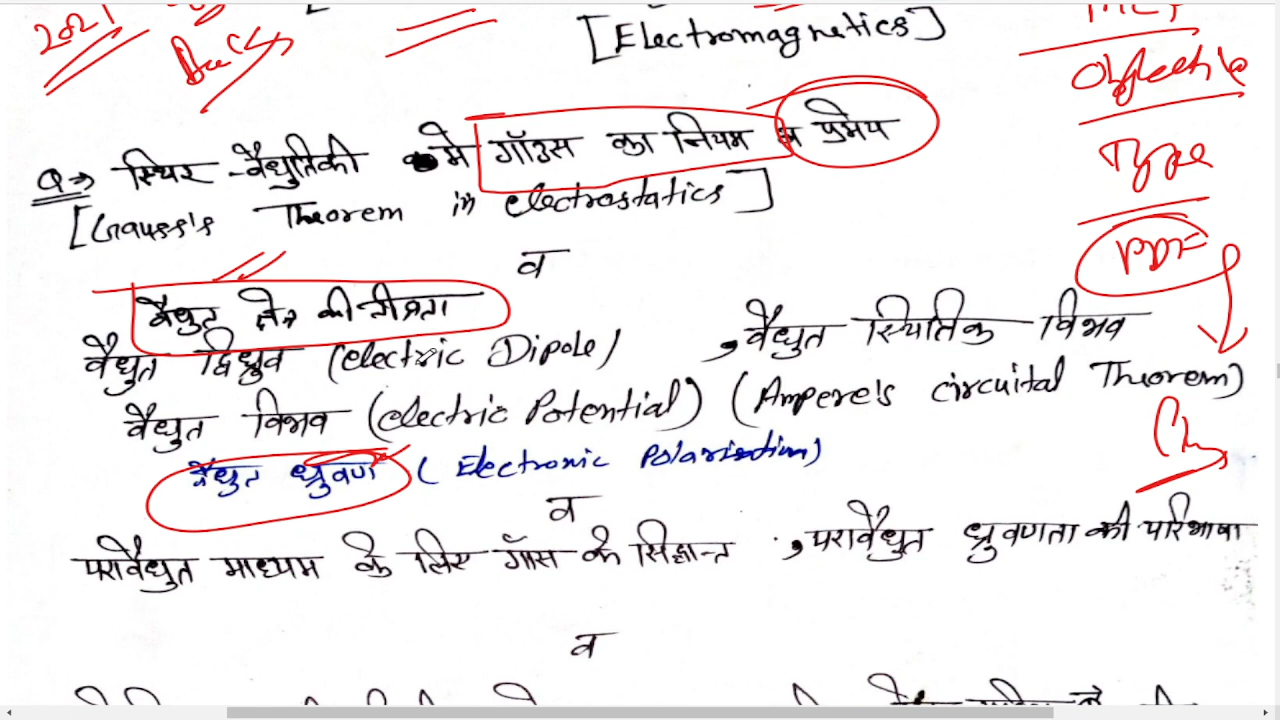 2021
[Electromagnetics]
Objective
Type
PDF
Q⇒ स्थिर - वैद्युतिकी में गॉउस का नियम व प्रमेय
[Gauss's Theorem in electrostatics]
व
वैद्युत क्षेत्र की तीव्रता
वैद्युत द्विध्रुव (electric Dipole) , वैद्युत स्थितिक विभव
वैद्युत विभव (electric Potential) (Ampere's circuital Theorem)
वैद्युत ध्रुवण (Electronic Polarisation)
व
परावैद्युत माध्यम के लिए गॉस के सिद्धान्त , परावैद्युत ध्रुवणता की परिभाषा
व